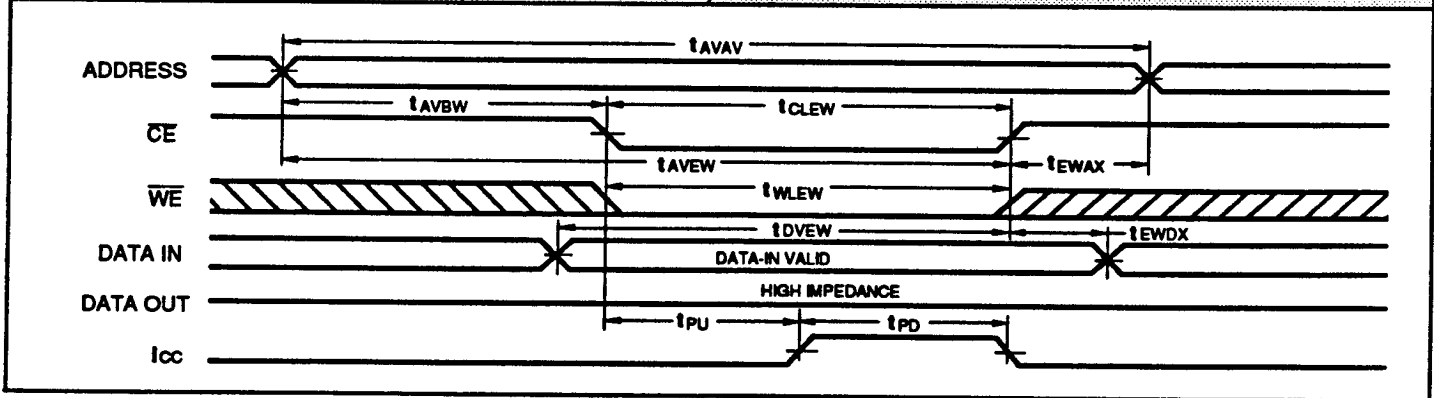 tAVAV
ADDRESS
tAVBW tCLEW
CE
tAVEW tEWAX
WE tWLEW
tDVEW tEWDX
DATA IN DATA-IN VALID
HIGH IMPEDANCE
DATA OUT
tPU tPD
Icc